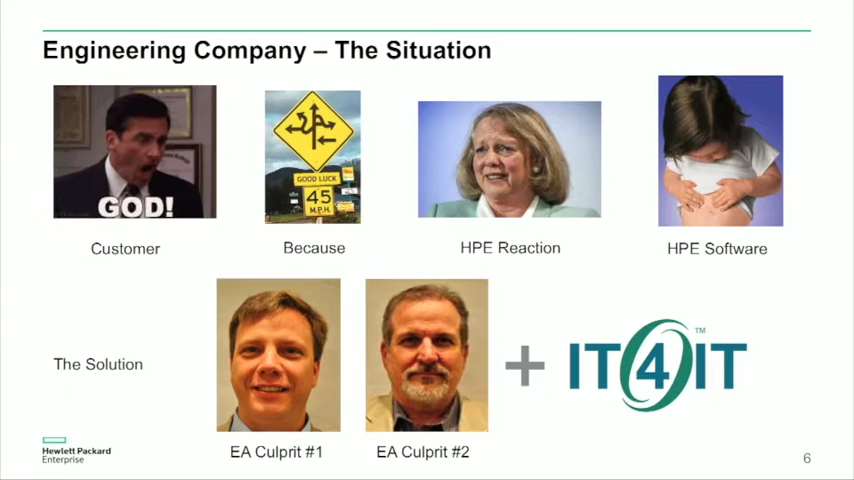 Engineering Company – The Situation
GOD!
GOOD LUCK
45
M.P.H.
Customer
Because
HPE Reaction
HPE Software
The Solution
+
IT4IT™
EA Culprit #1
EA Culprit #2
Hewlett Packard
Enterprise
6